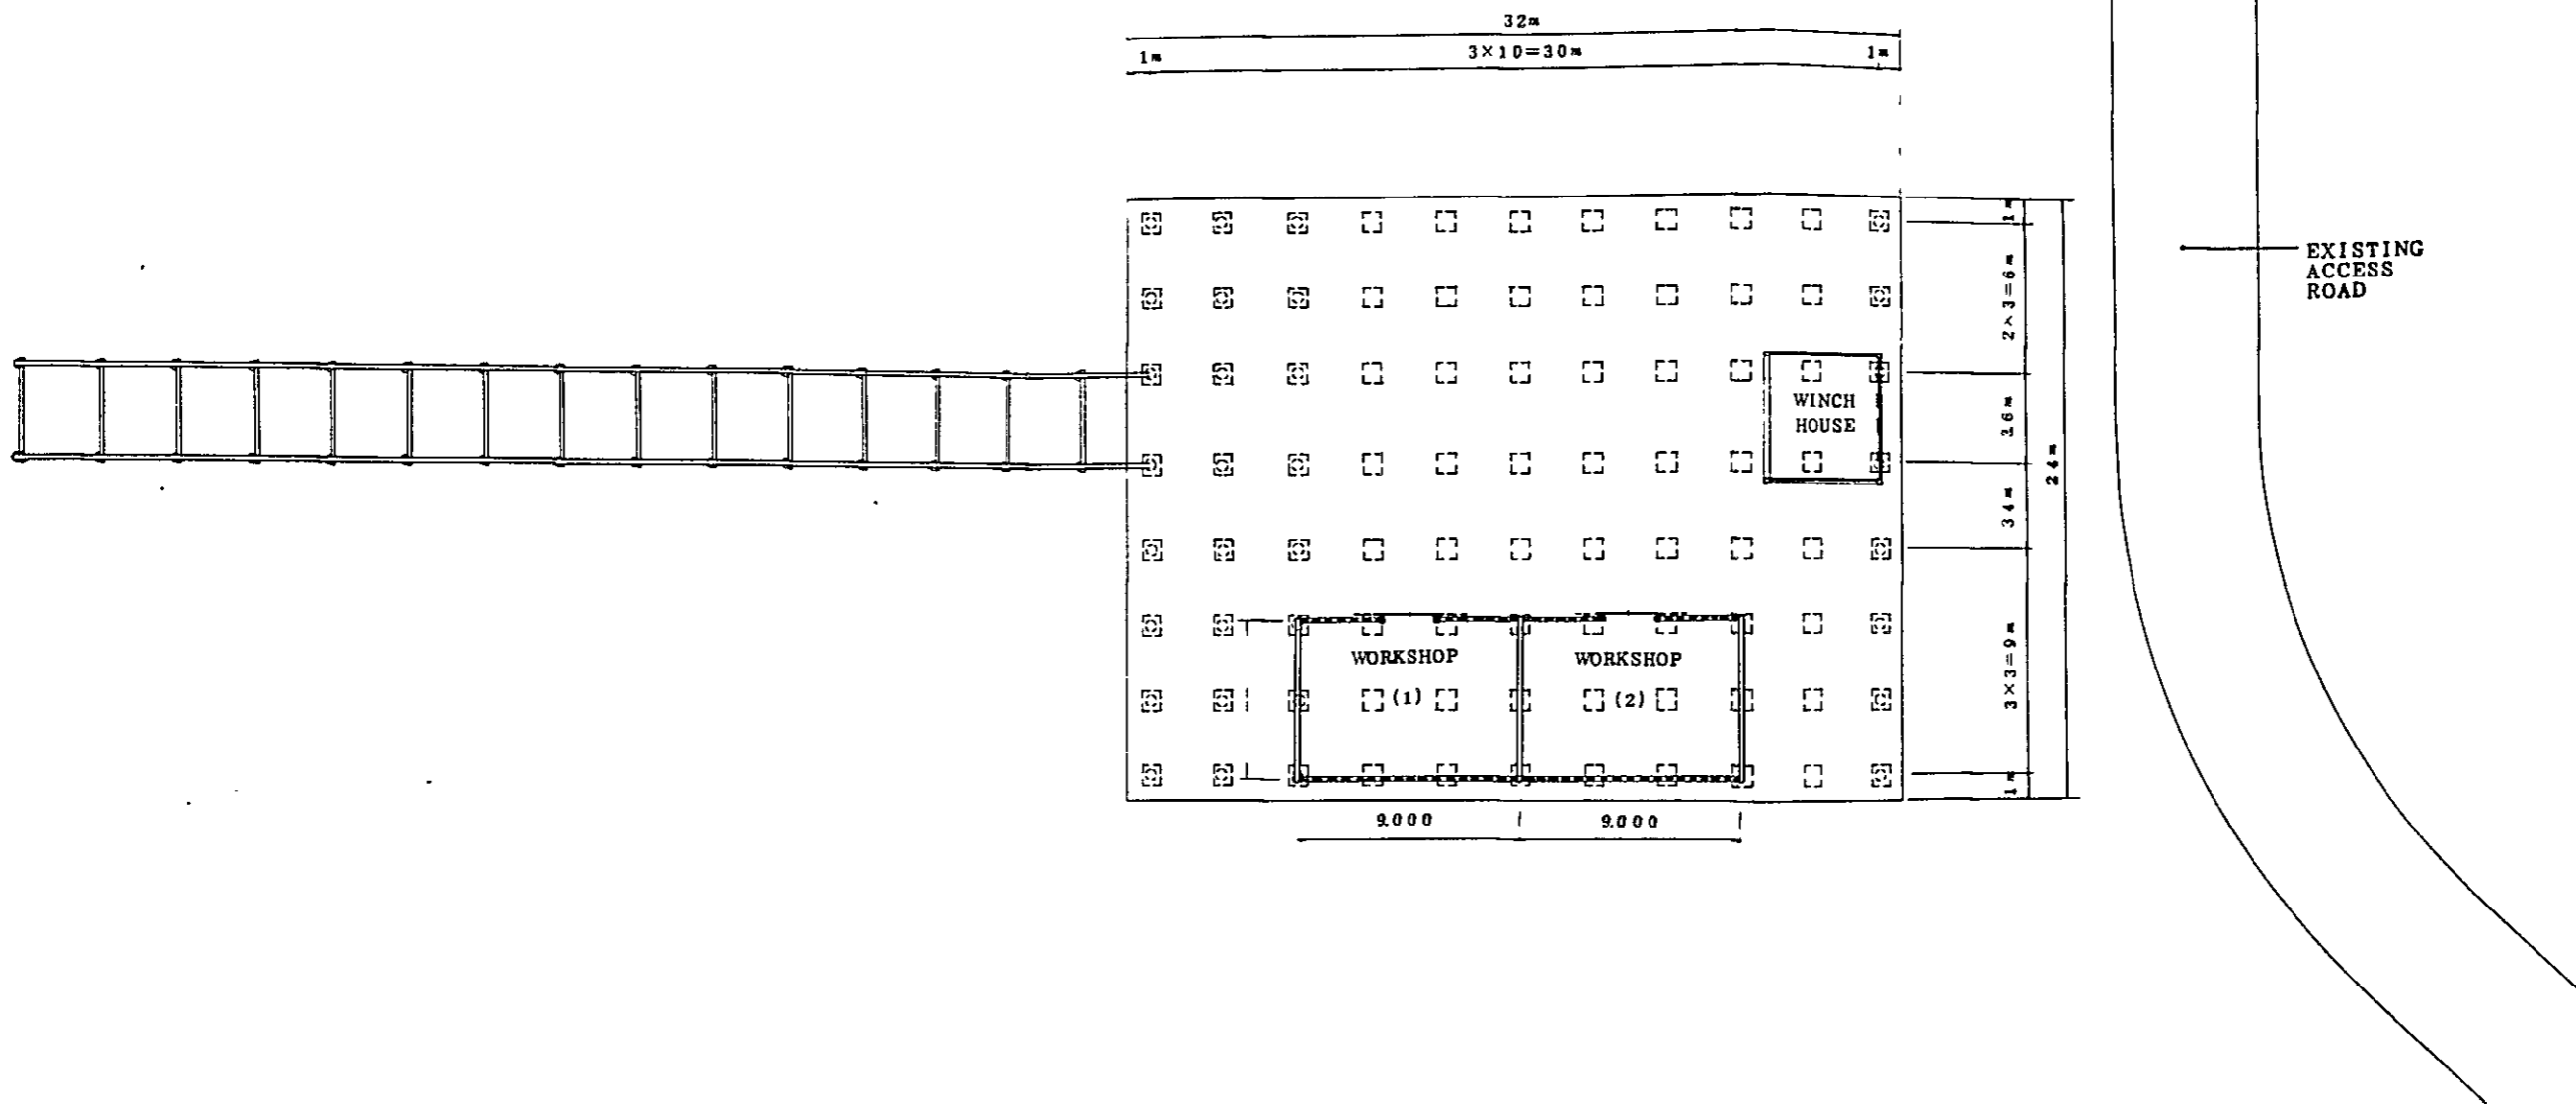 32m
1m 3×10=30m 1m
1m
2×3=6m
3.6m
3.4m
3×3=9m
1m
24m
EXISTING
ACCESS
ROAD
WINCH
HOUSE
WORKSHOP
(1)
WORKSHOP
(2)
9.000 9.000